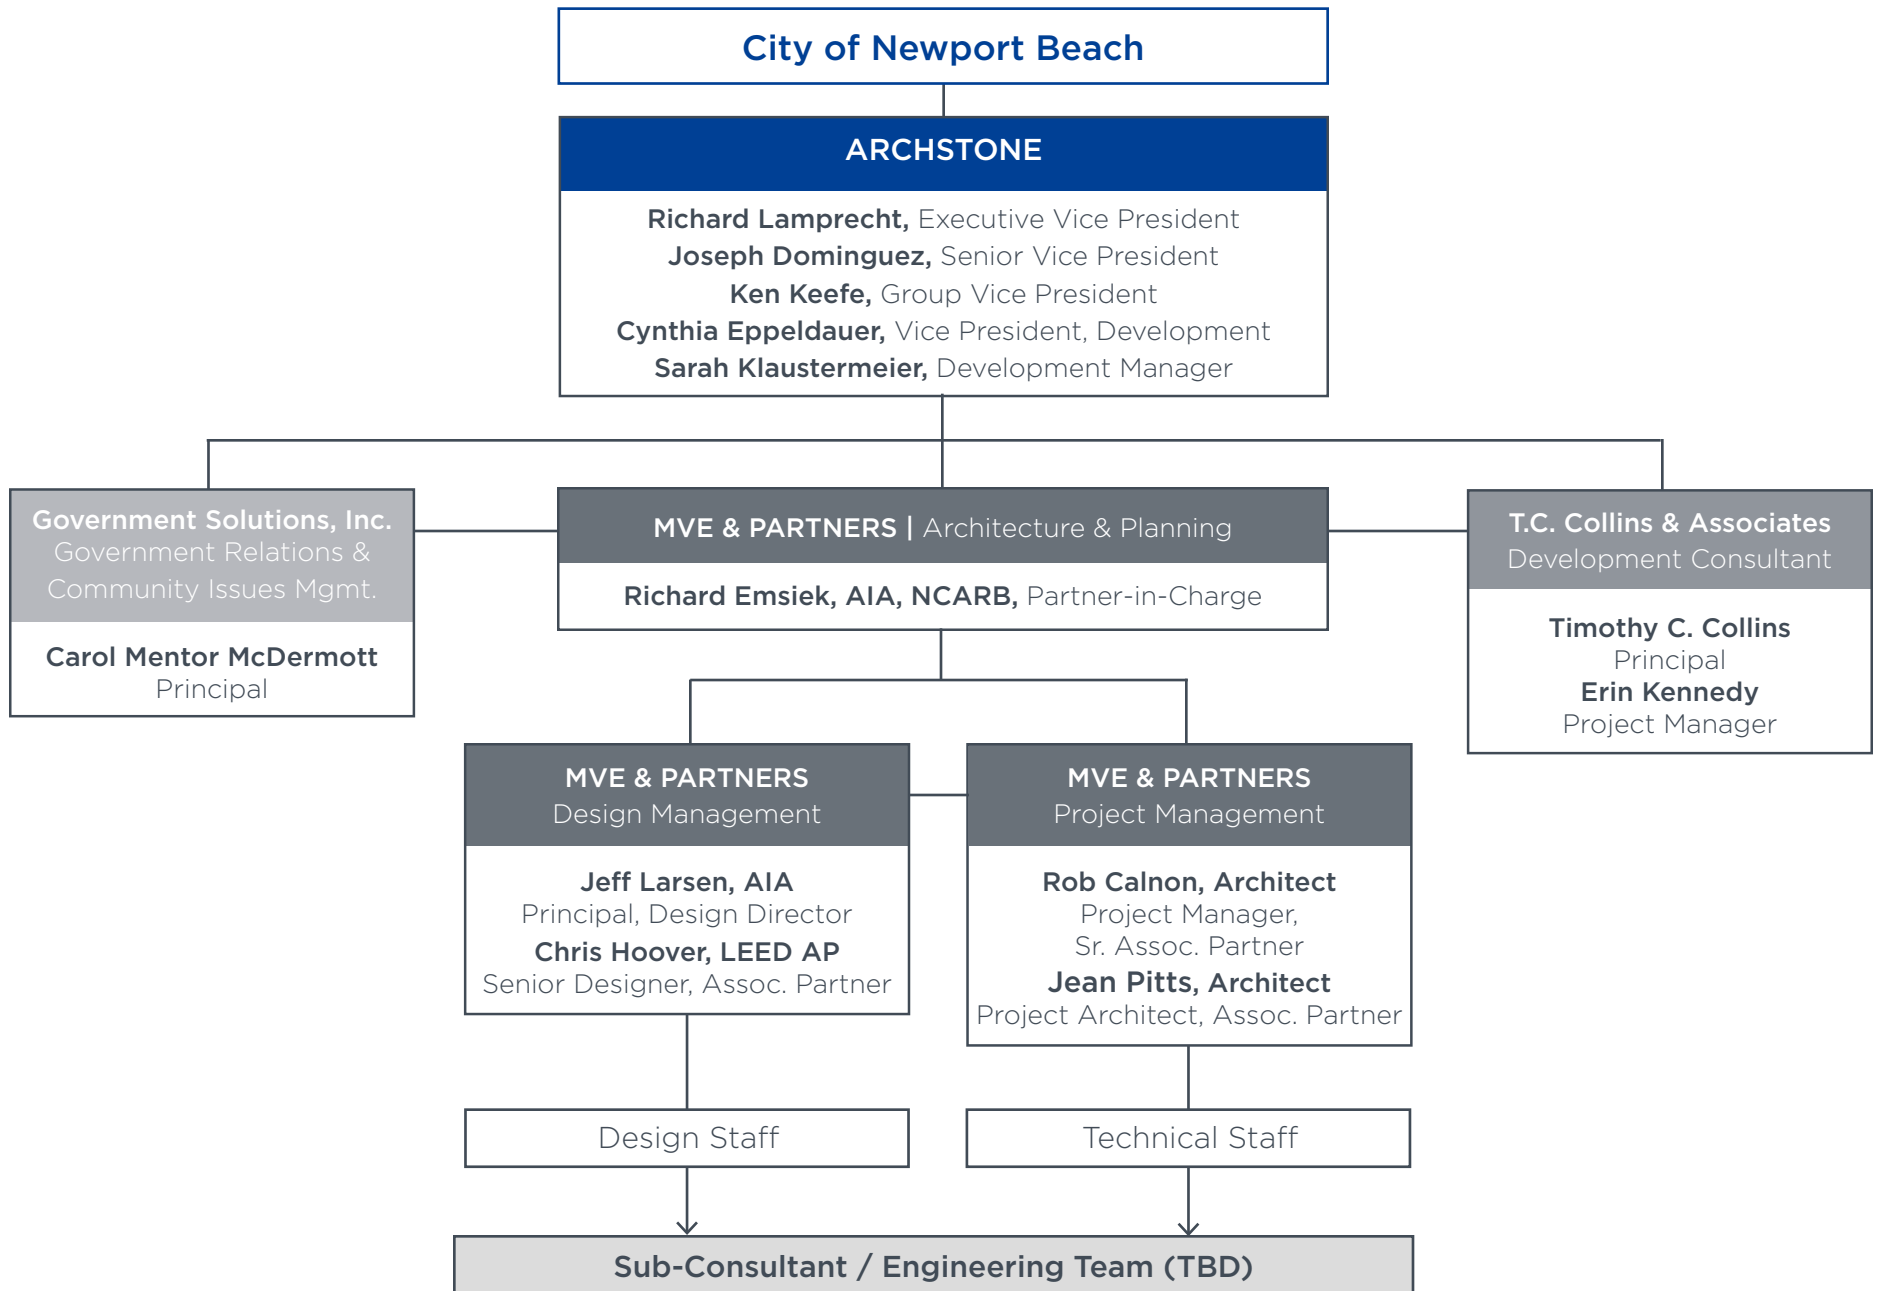 City of Newport Beach
ARCHSTONE
Richard Lamprecht, Executive Vice President
Joseph Dominguez, Senior Vice President
Ken Keefe, Group Vice President
Cynthia Eppeldauer, Vice President, Development
Sarah Klaustermeier, Development Manager
Government Solutions, Inc.
Government Relations &
Community Issues Mgmt.
Carol Mentor McDermott
Principal
MVE & PARTNERS | Architecture & Planning
Richard Emsiek, AIA, NCARB, Partner-in-Charge
T.C. Collins & Associates
Development Consultant
Timothy C. Collins
Principal
Erin Kennedy
Project Manager
MVE & PARTNERS
Design Management
Jeff Larsen, AIA
Principal, Design Director
Chris Hoover, LEED AP
Senior Designer, Assoc. Partner
MVE & PARTNERS
Project Management
Rob Calnon, Architect
Project Manager,
Sr. Assoc. Partner
Jean Pitts, Architect
Project Architect, Assoc. Partner
Design Staff
Technical Staff
Sub-Consultant / Engineering Team (TBD)